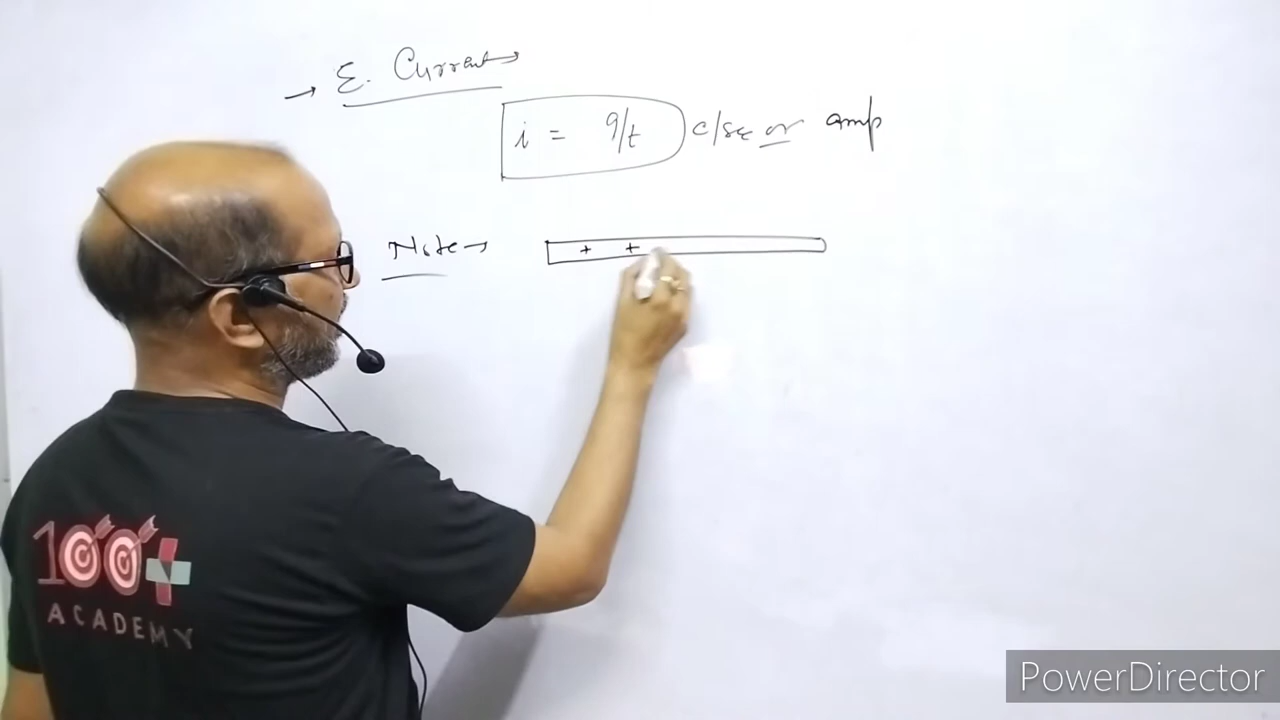 → E. Current →
i = q/t c/sec or amp
Note → + +
100+
ACADEMY
PowerDirector